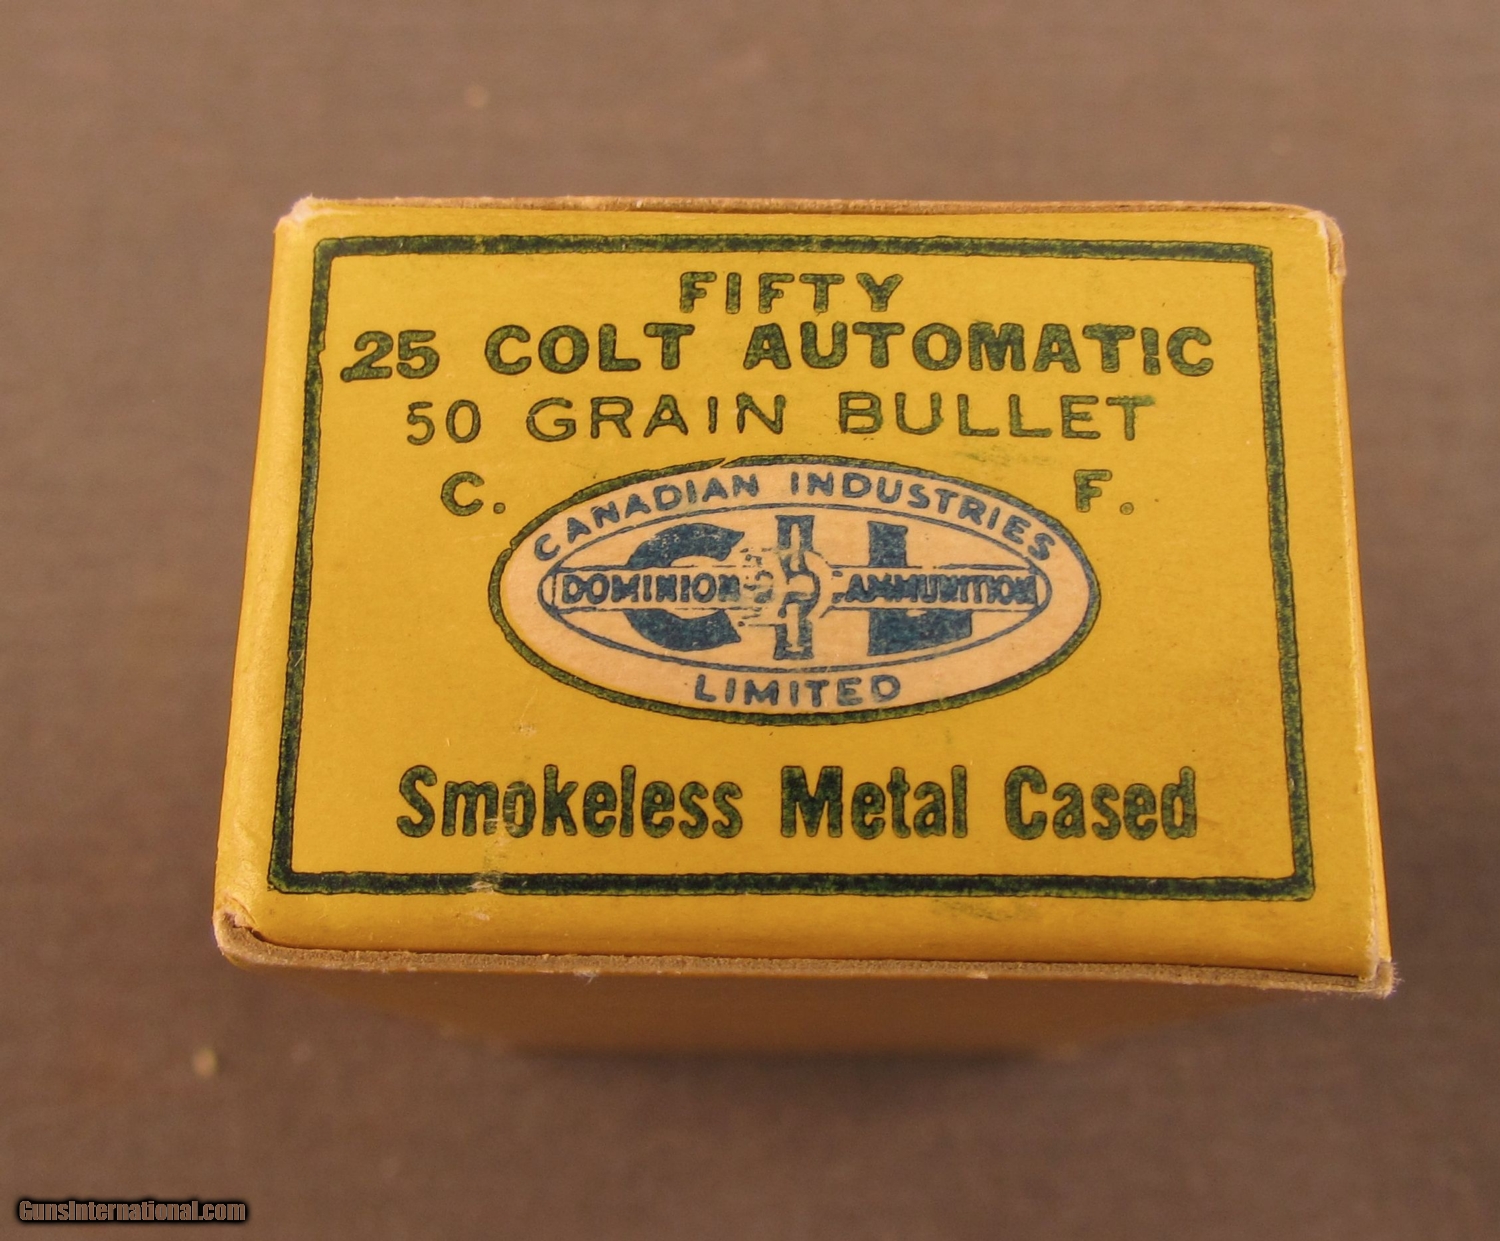 FIFTY
.25 COLT AUTOMATIC
50 GRAIN BULLET
C. F.
CANADIAN INDUSTRIES
C-I-L
DOMINION AMMUNITION
LIMITED
Smokeless Metal Cased
GunsInternational.com